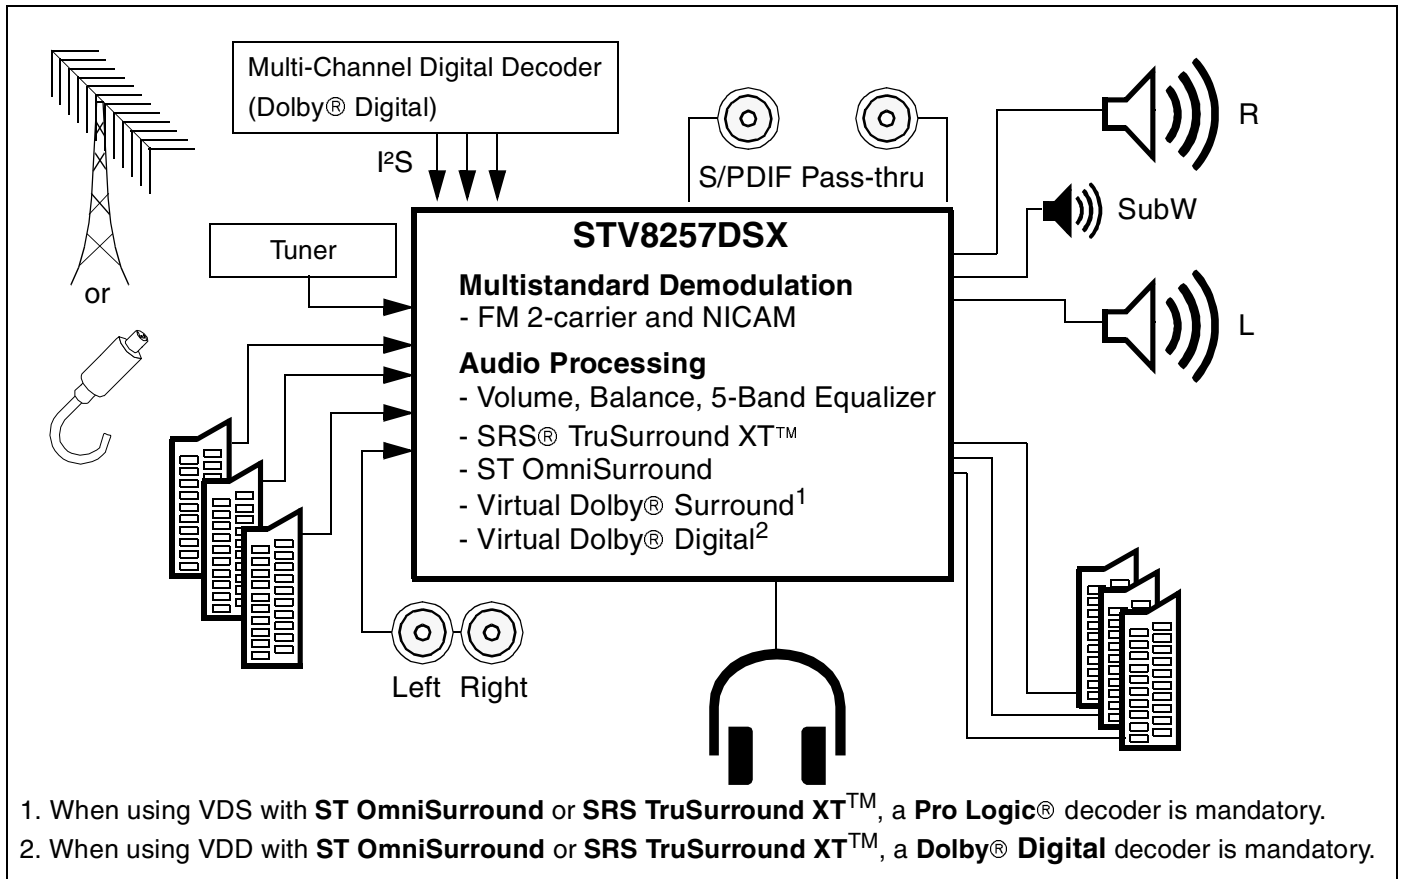 Multi-Channel Digital Decoder
(Dolby® Digital)
I²S
S/PDIF Pass-thru
R
SubW
L
Tuner
or
STV8257DSX
Multistandard Demodulation
- FM 2-carrier and NICAM
Audio Processing
- Volume, Balance, 5-Band Equalizer
- SRS® TruSurround XT™
- ST OmniSurround
- Virtual Dolby® Surround¹
- Virtual Dolby® Digital²
Left Right
1. When using VDS with ST OmniSurround or SRS TruSurround XT™, a Pro Logic® decoder is mandatory.
2. When using VDD with ST OmniSurround or SRS TruSurround XT™, a Dolby® Digital decoder is mandatory.